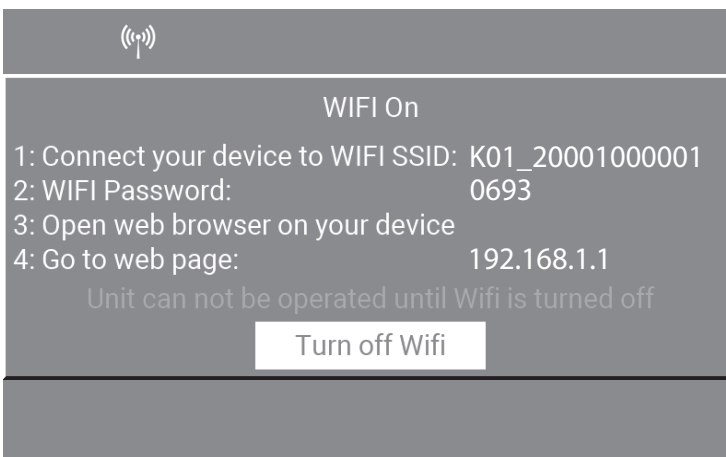 WIFI On
1: Connect your device to WIFI SSID: K01_20001000001
2: WIFI Password: 0693
3: Open web browser on your device
4: Go to web page: 192.168.1.1
Unit can not be operated until Wifi is turned off
Turn off Wifi